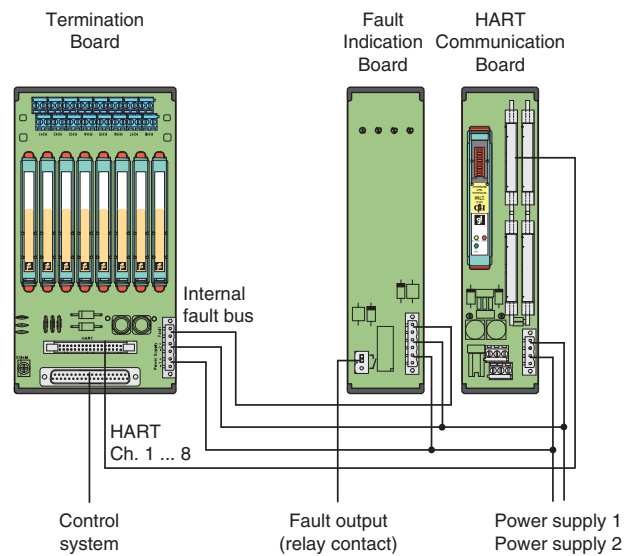 Termination
Board
Fault
Indication
Board
HART
Communication
Board
Internal
fault bus
HART
HART
Ch. 1 ... 8
Control
system
Fault output
(relay contact)
Power supply 1
Power supply 2